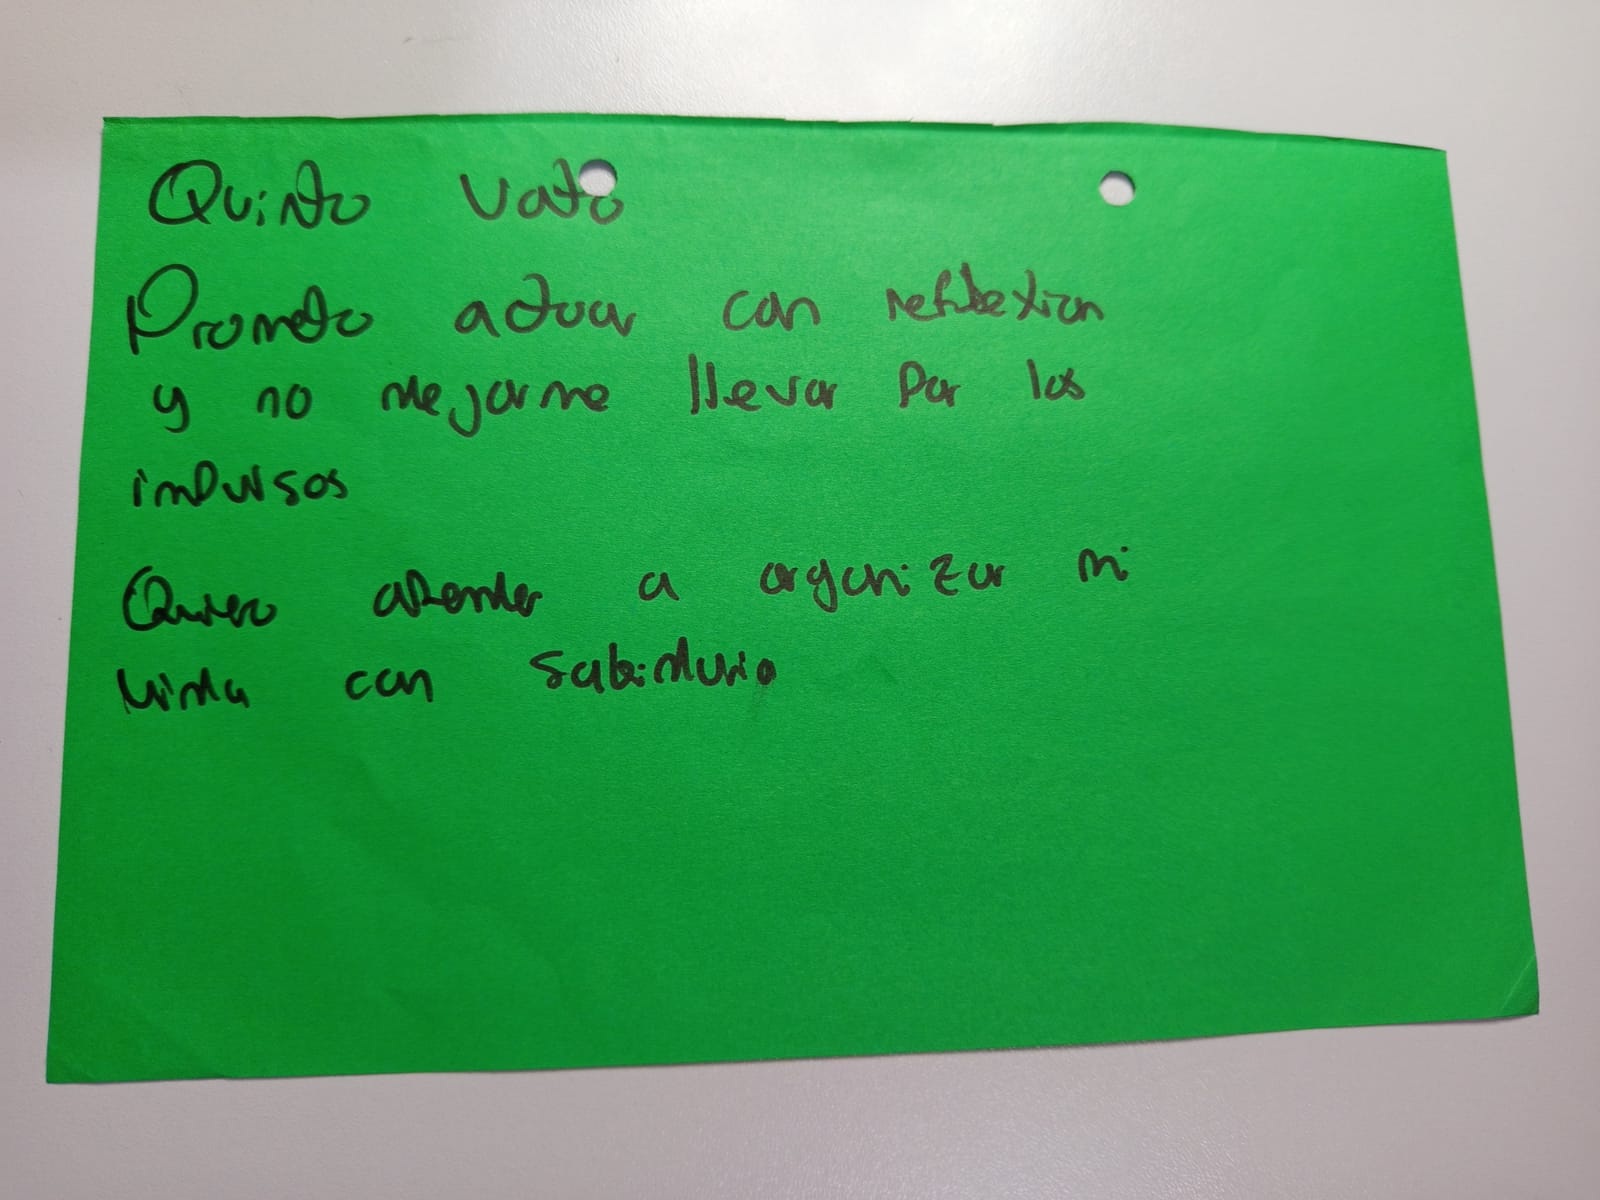 Quinto voto
Prometo actuar con reflexion
y no dejarme llevar por los
impulsos
Quiero aprender a organizar mi
vida con sabiduria